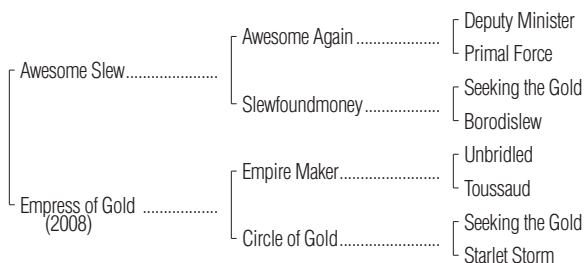 Deputy Minister
Awesome Again ....................
Primal Force
Awesome Slew......................
Seeking the Gold
Slewfoundmoney..................
Borodislew
Unbridled
Empire Maker........................
Toussaud
Empress of Gold ..................
(2008)
Seeking the Gold
Circle of Gold........................
Starlet Storm